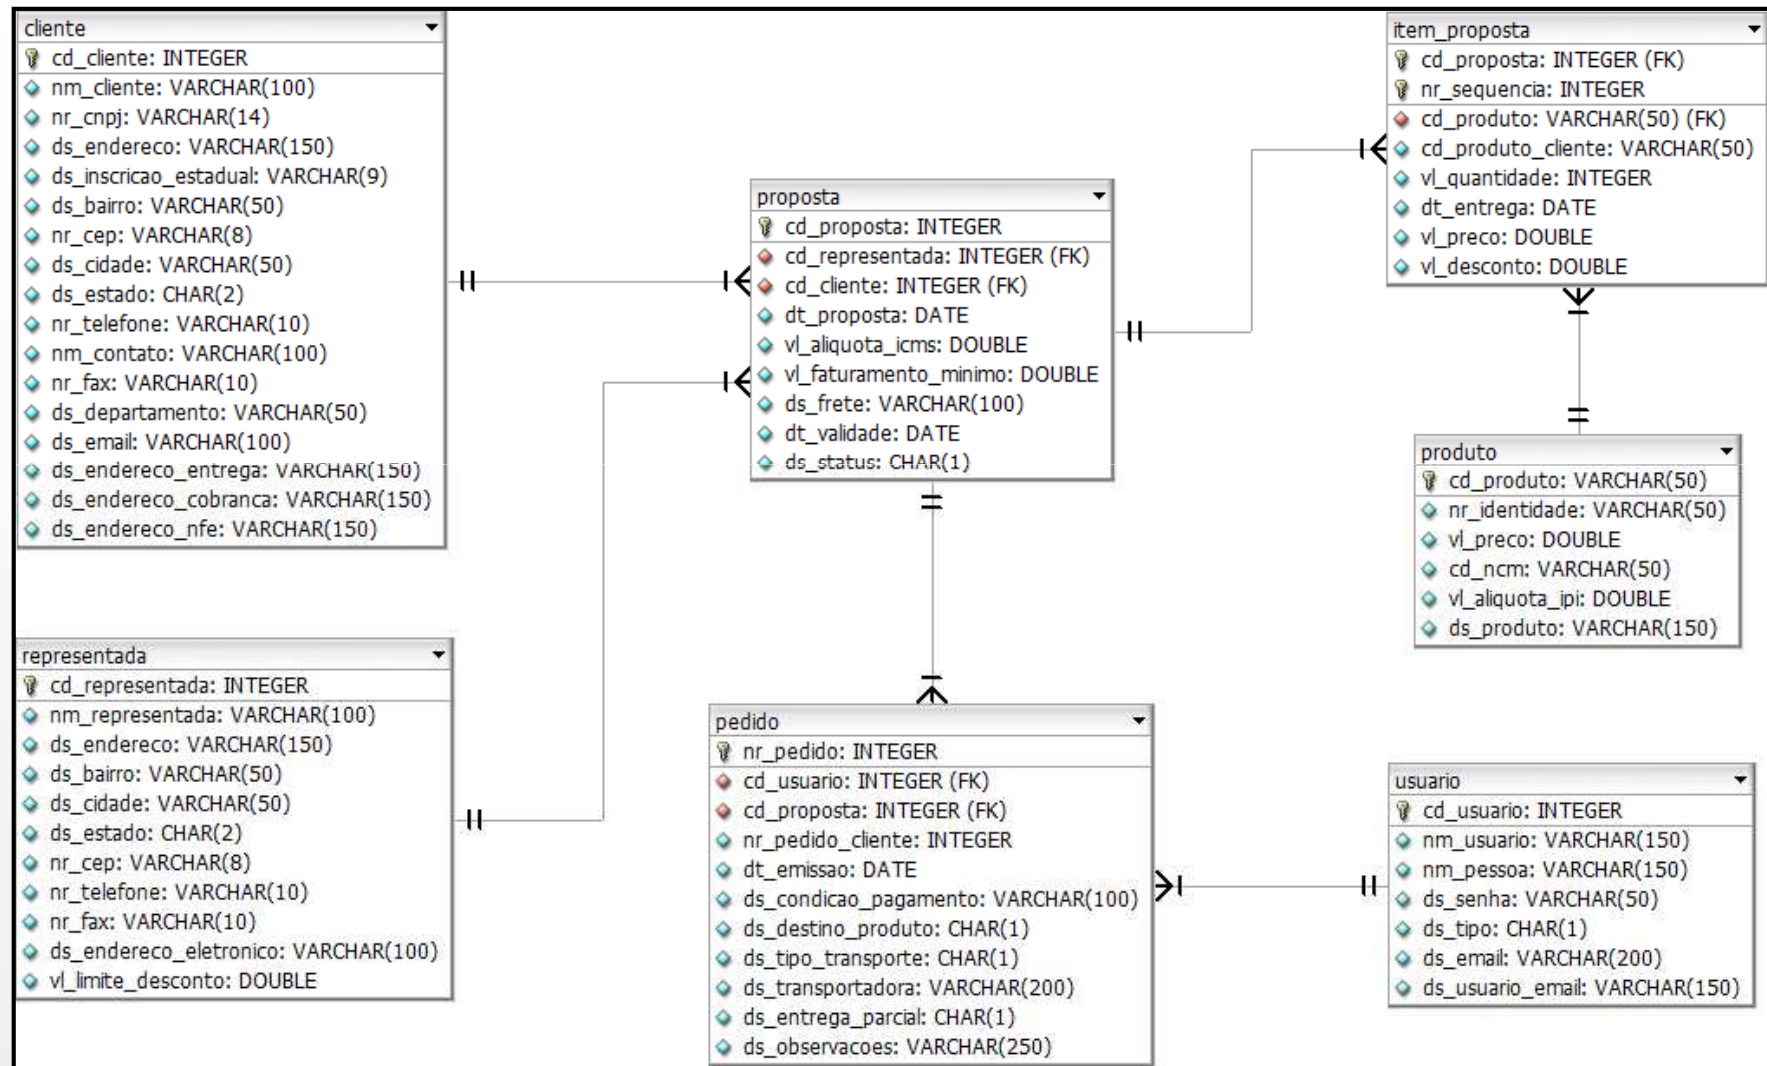 cliente
cd_cliente: INTEGER
nm_cliente: VARCHAR(100)
nr_cnpj: VARCHAR(14)
ds_endereco: VARCHAR(150)
ds_inscricao_estadual: VARCHAR(9)
ds_bairro: VARCHAR(50)
nr_cep: VARCHAR(8)
ds_cidade: VARCHAR(50)
ds_estado: CHAR(2)
nr_telefone: VARCHAR(10)
nm_contato: VARCHAR(100)
nr_fax: VARCHAR(10)
ds_departamento: VARCHAR(50)
ds_email: VARCHAR(100)
ds_endereco_entrega: VARCHAR(150)
ds_endereco_cobranca: VARCHAR(150)
ds_endereco_nfe: VARCHAR(150)
proposta
cd_proposta: INTEGER
cd_representada: INTEGER (FK)
cd_cliente: INTEGER (FK)
dt_proposta: DATE
vl_aliquota_icms: DOUBLE
vl_faturamento_minimo: DOUBLE
ds_frete: VARCHAR(100)
dt_validade: DATE
ds_status: CHAR(1)
item_proposta
cd_proposta: INTEGER (FK)
nr_sequencia: INTEGER
cd_produto: VARCHAR(50) (FK)
cd_produto_cliente: VARCHAR(50)
vl_quantidade: INTEGER
dt_entrega: DATE
vl_preco: DOUBLE
vl_desconto: DOUBLE
produto
cd_produto: VARCHAR(50)
nr_identidade: VARCHAR(50)
vl_preco: DOUBLE
cd_ncm: VARCHAR(50)
vl_aliquota_ipi: DOUBLE
ds_produto: VARCHAR(150)
representada
cd_representada: INTEGER
nm_representada: VARCHAR(100)
ds_endereco: VARCHAR(150)
ds_bairro: VARCHAR(50)
ds_cidade: VARCHAR(50)
ds_estado: CHAR(2)
nr_cep: VARCHAR(8)
nr_telefone: VARCHAR(10)
nr_fax: VARCHAR(10)
ds_endereco_eletronico: VARCHAR(100)
vl_limite_desconto: DOUBLE
pedido
nr_pedido: INTEGER
cd_usuario: INTEGER (FK)
cd_proposta: INTEGER (FK)
nr_pedido_cliente: INTEGER
dt_emissao: DATE
ds_condicao_pagamento: VARCHAR(100)
ds_destino_produto: CHAR(1)
ds_tipo_transporte: CHAR(1)
ds_transportadora: VARCHAR(200)
ds_entrega_parcial: CHAR(1)
ds_observacoes: VARCHAR(250)
usuario
cd_usuario: INTEGER
nm_usuario: VARCHAR(150)
nm_pessoa: VARCHAR(150)
ds_senha: VARCHAR(50)
ds_tipo: CHAR(1)
ds_email: VARCHAR(200)
ds_usuario_email: VARCHAR(150)